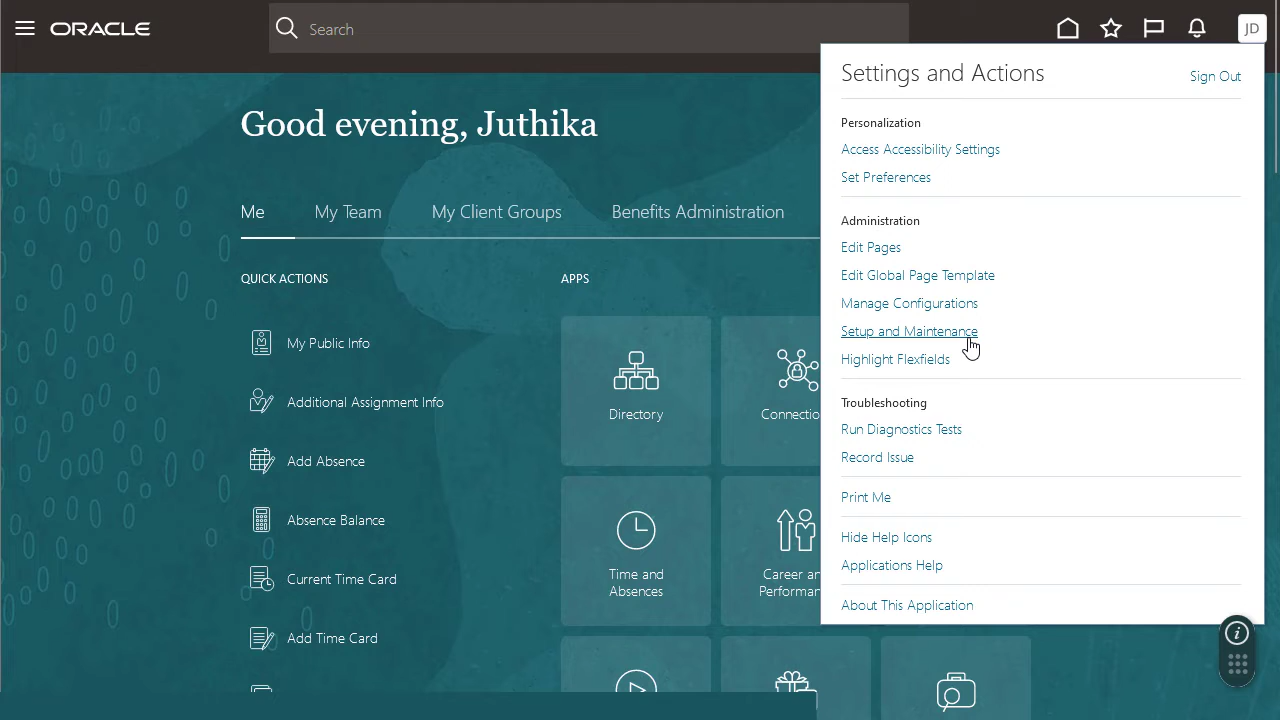 ORACLE
Search
JD
Settings and Actions
Sign Out
Personalization
Access Accessibility Settings
Set Preferences
Administration
Edit Pages
Edit Global Page Template
Manage Configurations
Setup and Maintenance
Highlight Flexfields
Troubleshooting
Run Diagnostics Tests
Record Issue
Print Me
Hide Help Icons
Applications Help
About This Application
Good evening, Juthika
Me
My Team
My Client Groups
Benefits Administration
QUICK ACTIONS
My Public Info
Additional Assignment Info
Add Absence
Absence Balance
Current Time Card
Add Time Card
APPS
Directory
Time and
Absences